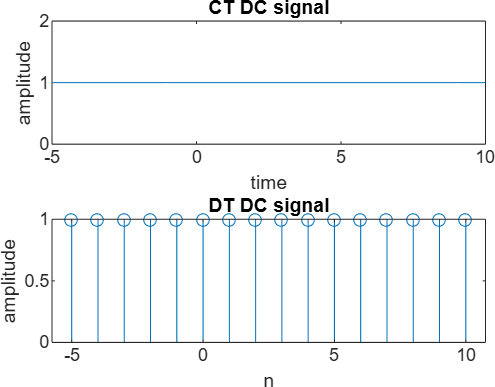 CT DC signal
2
1
0
amplitude
-5 0 5 10
time
DT DC signal
1
0.5
0
amplitude
-5 0 5 10
n